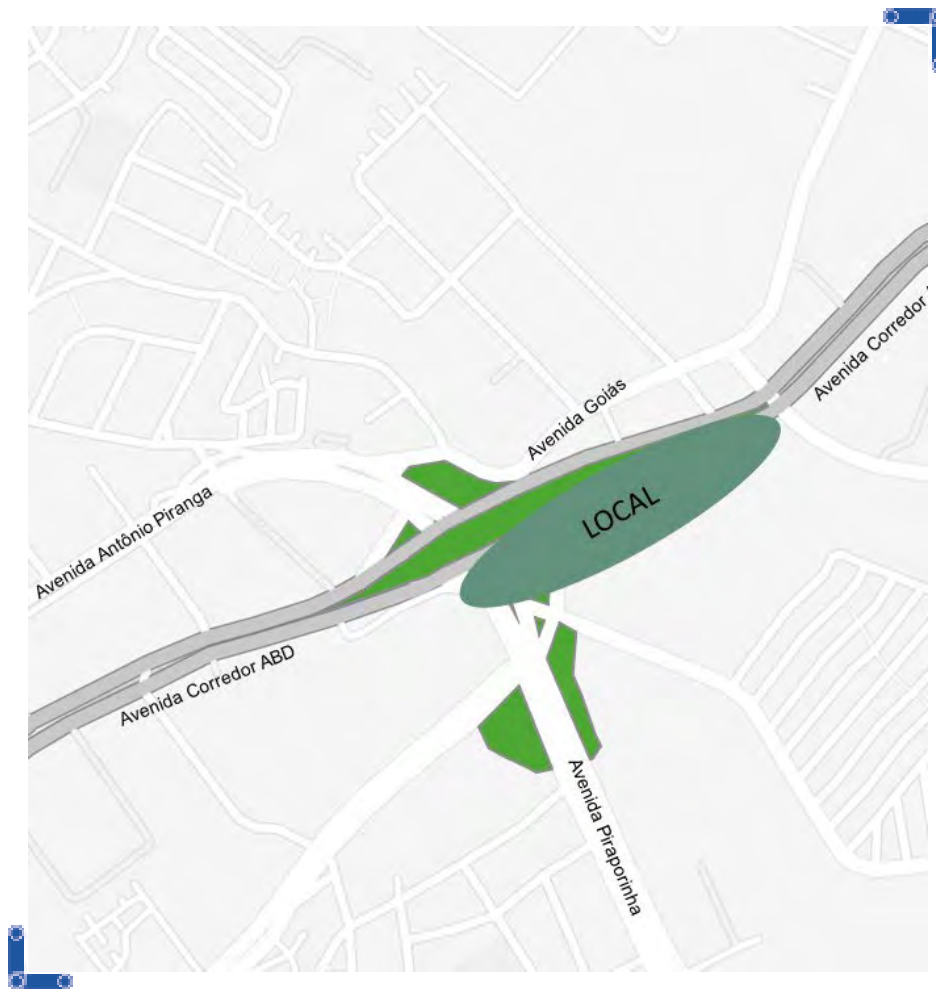 Avenida Corredor
Avenida Goiás
LOCAL
Avenida Antônio Piranga
Avenida Corredor ABD
Avenida Piraporinha